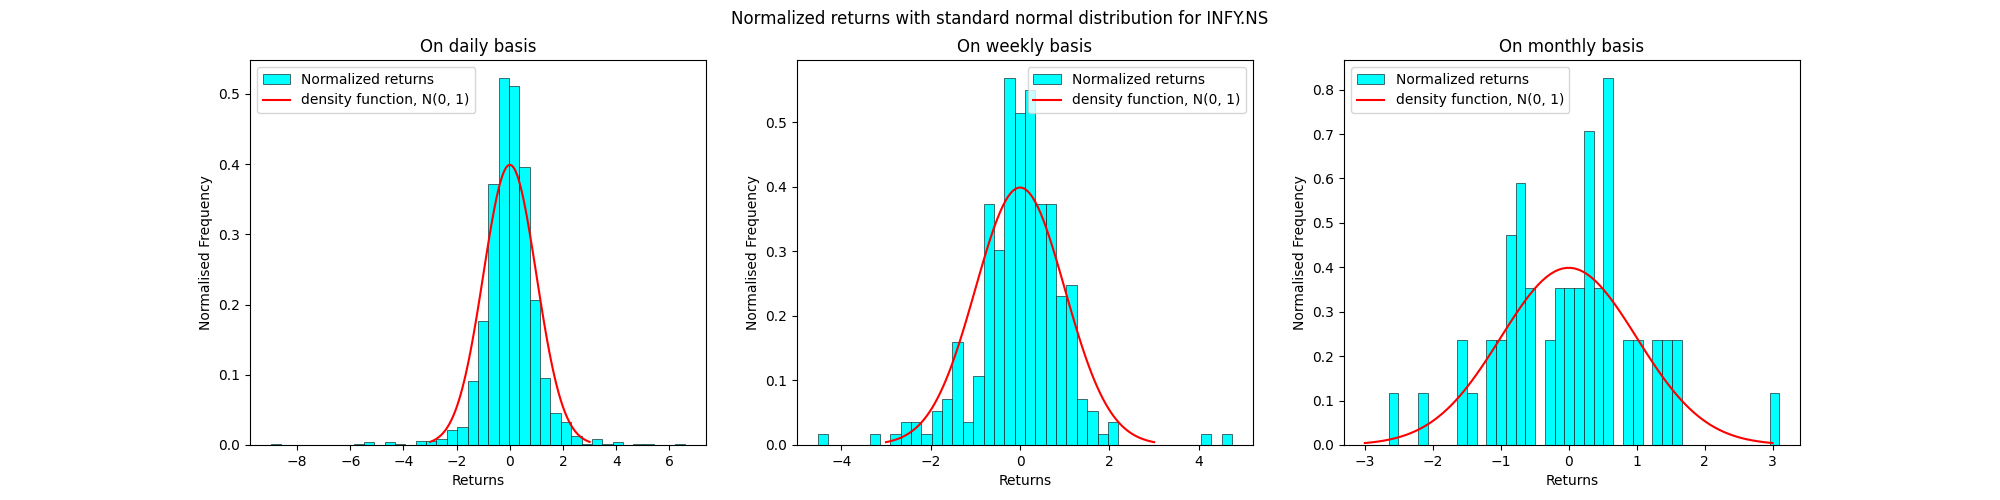 Normalized returns with standard normal distribution for INFY.NS
On daily basis
Normalized returns
density function, N(0, 1)
Normalised Frequency
0.5
0.4
0.3
0.2
0.1
0.0
−8 −6 −4 −2 0 2 4 6
Returns
On weekly basis
Normalized returns
density function, N(0, 1)
Normalised Frequency
0.5
0.4
0.3
0.2
0.1
0.0
−4 −2 0 2 4
Returns
On monthly basis
Normalized returns
density function, N(0, 1)
Normalised Frequency
0.8
0.7
0.6
0.5
0.4
0.3
0.2
0.1
0.0
−3 −2 −1 0 1 2 3
Returns